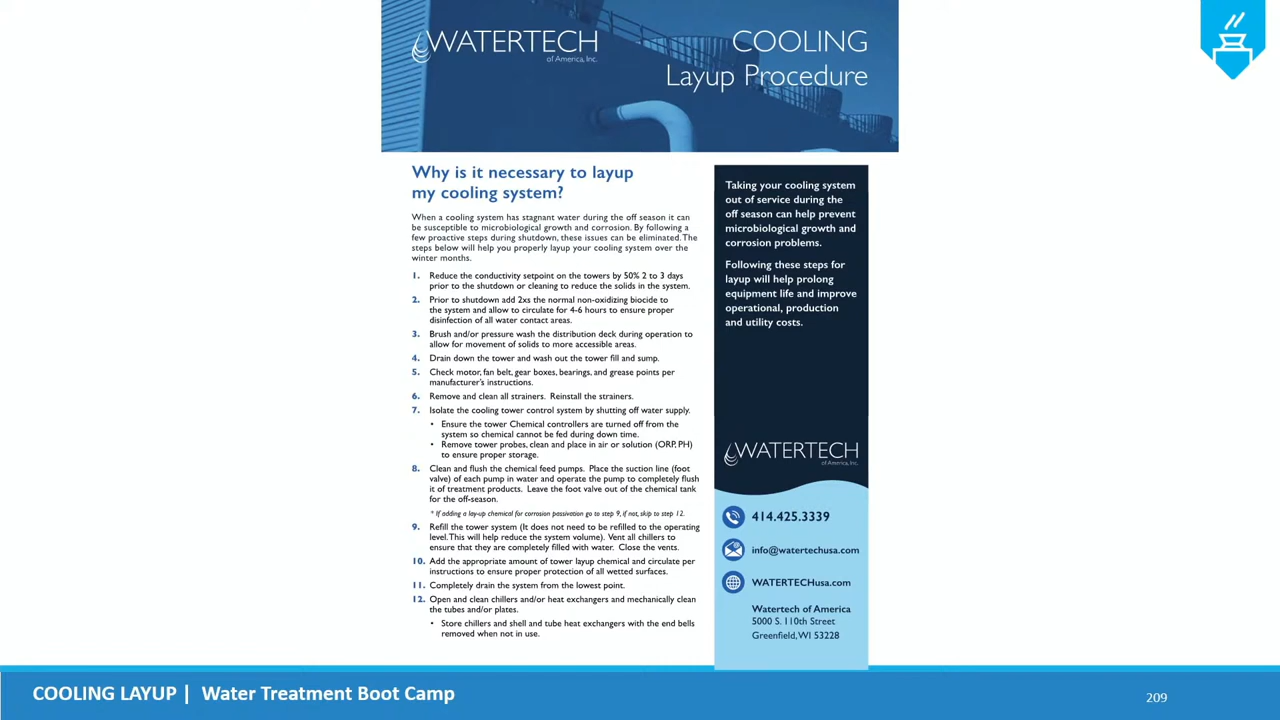 WATERTECH
of America, Inc.
COOLING
Layup Procedure
Why is it necessary to layup
my cooling system?
When a cooling system has stagnant water during the off season it can
be susceptible to microbiological growth and corrosion. By following a
few proactive steps during shutdown, these issues can be eliminated. The
steps below will help you properly layup your cooling system over the
winter months.
1. Reduce the conductivity setpoint on the towers by 50% 2 to 3 days
prior to the shutdown or cleaning to reduce the solids in the system.
2. Prior to shutdown add 2xs the normal non-oxidizing biocide to
the system and allow to circulate for 4-6 hours to ensure proper
disinfection of all water contact areas.
3. Brush and/or pressure wash the distribution deck during operation to
allow for movement of solids to more accessible areas.
4. Drain down the tower and wash out the tower fill and sump.
5. Check motor, fan belt, gear boxes, bearings, and grease points per
manufacturer's instructions.
6. Remove and clean all strainers. Reinstall the strainers.
7. Isolate the cooling tower control system by shutting off water supply.
• Ensure the tower Chemical controllers are turned off from the
system so chemical cannot be fed during down time.
• Remove tower probes, clean and place in air or solution (ORP, PH)
to ensure proper storage.
8. Clean and flush the chemical feed pumps. Place the suction line (foot
valve) of each pump in water and operate the pump to completely flush
it of treatment products. Leave the foot valve out of the chemical tank
for the off-season.
* If adding a lay-up chemical for corrosion passivation go to step 9, if not, skip to step 12.
9. Refill the tower system (It does not need to be refilled to the operating
level. This will help reduce the system volume). Vent all chillers to
ensure that they are completely filled with water. Close the vents.
10. Add the appropriate amount of tower layup chemical and circulate per
instructions to ensure proper protection of all wetted surfaces.
11. Completely drain the system from the lowest point.
12. Open and clean chillers and/or heat exchangers and mechanically clean
the tubes and/or plates.
• Store chillers and shell and tube heat exchangers with the end bells
removed when not in use.
Taking your cooling system
out of service during the
off season can help prevent
microbiological growth and
corrosion problems.
Following these steps for
layup will help prolong
equipment life and improve
operational, production
and utility costs.
WATERTECH
of America, Inc.
414.425.3339
info@watertechusa.com
WATERTECHusa.com
Watertech of America
5000 S. 110th Street
Greenfield, WI 53228
COOLING LAYUP | Water Treatment Boot Camp
209